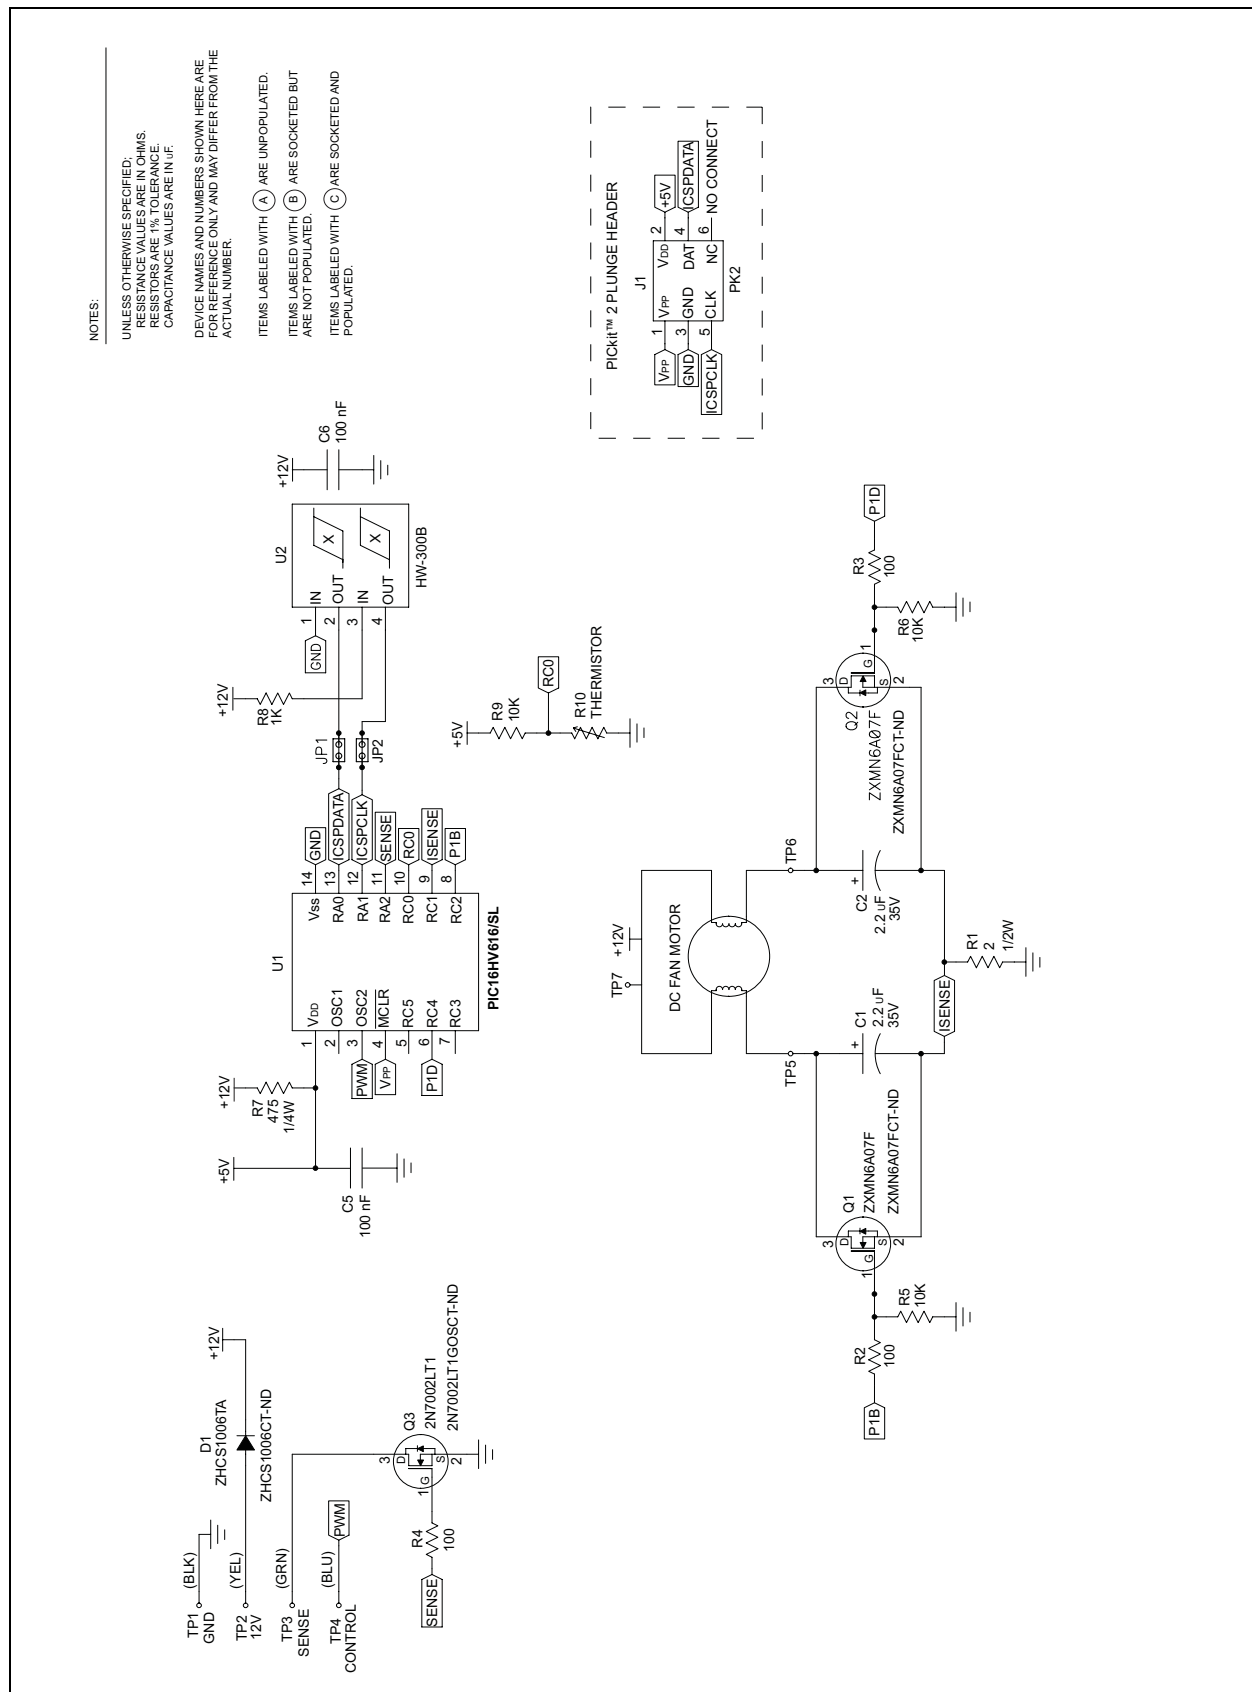 NOTES:
UNLESS OTHERWISE SPECIFIED;
RESISTANCE VALUES ARE IN OHMS.
RESISTORS ARE 1% TOLERANCE.
CAPACITANCE VALUES ARE IN uF.
DEVICE NAMES AND NUMBERS SHOWN HERE ARE
FOR REFERENCE ONLY AND MAY DIFFER FROM THE
ACTUAL NUMBER.
ITEMS LABELED WITH A ARE UNPOPULATED.
ITEMS LABELED WITH B ARE SOCKETED BUT
ARE NOT POPULATED.
ITEMS LABELED WITH C ARE SOCKETED AND
POPULATED.
TP1
GND
(BLK)
TP2
12V
(YEL)
D1
ZHCS1006TA
ZHCS1006CT-ND
+12V
TP3
SENSE
(GRN)
TP4
CONTROL
(BLU)
PWM
SENSE
R4
100
Q3
2N7002LT1
2N7002LT1GOSCT-ND
1
G
3
D
S
2
+5V
C5
100 nF
+12V
R7
475
1/4W
U1
PIC16HV616/SL
1
VDD
2
OSC1
PWM
3
OSC2
VPP
4
MCLR
5
RC5
P1D
6
RC4
7
RC3
Vss
14
GND
RA0
13
ICSPDATA
RA1
12
ICSPCLK
RA2
11
SENSE
RC0
10
RC0
RC1
9
ISENSE
RC2
8
P1B
JP1
JP2
+12V
R8
1K
U2
HW-300B
GND
1
IN
2
OUT
3
IN
4
OUT
X
X
+12V
C6
100 nF
+5V
R9
10K
RC0
R10
THERMISTOR
PICkit™ 2 PLUNGE HEADER
J1
PK2
VPP
1
VPP
GND
3
GND
ICSPCLK
5
CLK
VDD
2
+5V
DAT
4
ICSPDATA
NC
6
NO CONNECT
TP7
+12V
DC FAN MOTOR
TP5
TP6
P1B
R2
100
R5
10K
Q1
ZXMN6A07F
ZXMN6A07FCT-ND
1
G
3
D
S
2
+
C1
2.2 uF
35V
ISENSE
R1
2
1/2W
+
C2
2.2 uF
35V
Q2
ZXMN6A07F
ZXMN6A07FCT-ND
3
D
S
2
G
1
R6
10K
R3
100
P1D